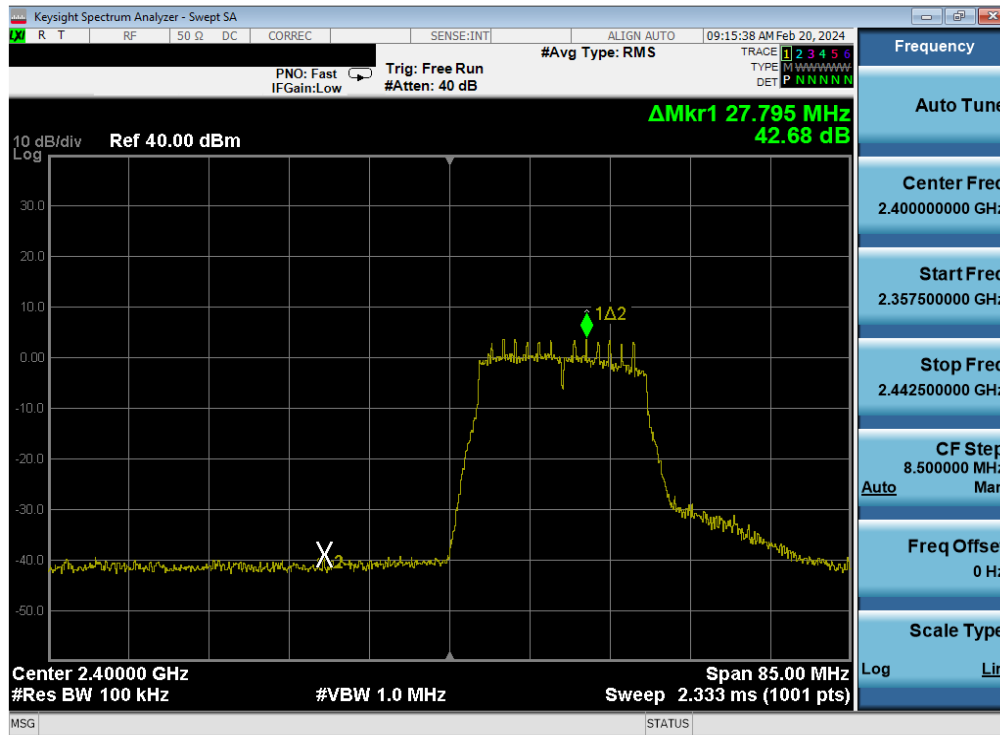 Keysight Spectrum Analyzer - Swept SA
LXI R T RF 50 Ω DC CORREC SENSE:INT ALIGN AUTO 09:15:38 AM Feb 20, 2024
PNO: Fast
IFGain:Low
Trig: Free Run
#Atten: 40 dB
#Avg Type: RMS
TRACE 1 2 3 4 5 6
TYPE M WWWWW
DET P N N N N N
ΔMkr1 27.795 MHz
42.68 dB
10 dB/div Ref 40.00 dBm
Log
30.0
20.0
10.0
0.00
-10.0
-20.0
-30.0
-40.0
-50.0
1Δ2
X2
Center 2.40000 GHz Span 85.00 MHz
#Res BW 100 kHz #VBW 1.0 MHz Sweep 2.333 ms (1001 pts)
MSG STATUS
Frequency
Auto Tune
Center Freq
2.400000000 GHz
Start Freq
2.357500000 GHz
Stop Freq
2.442500000 GHz
CF Step
8.500000 MHz
Auto Man
Freq Offset
0 Hz
Scale Type
Log Lin